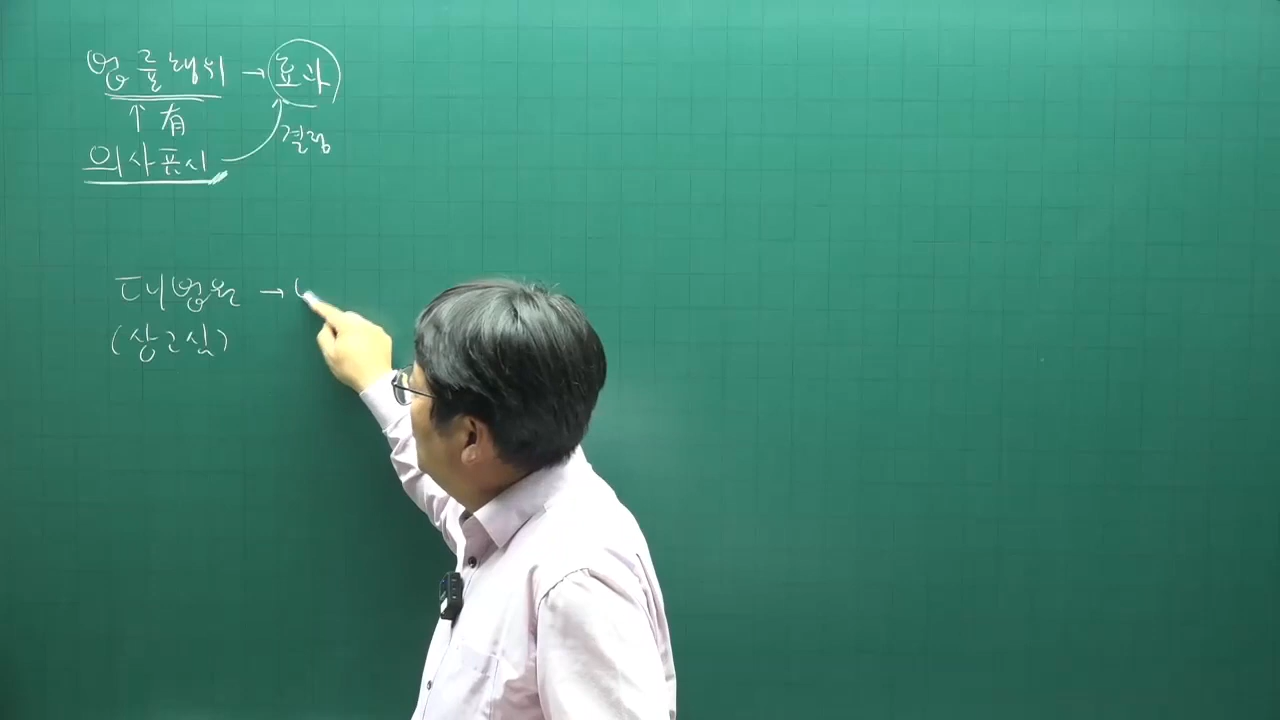 법률행위 → 효과
↑ 有
결정
의사표시
대법원 →
(상고심)